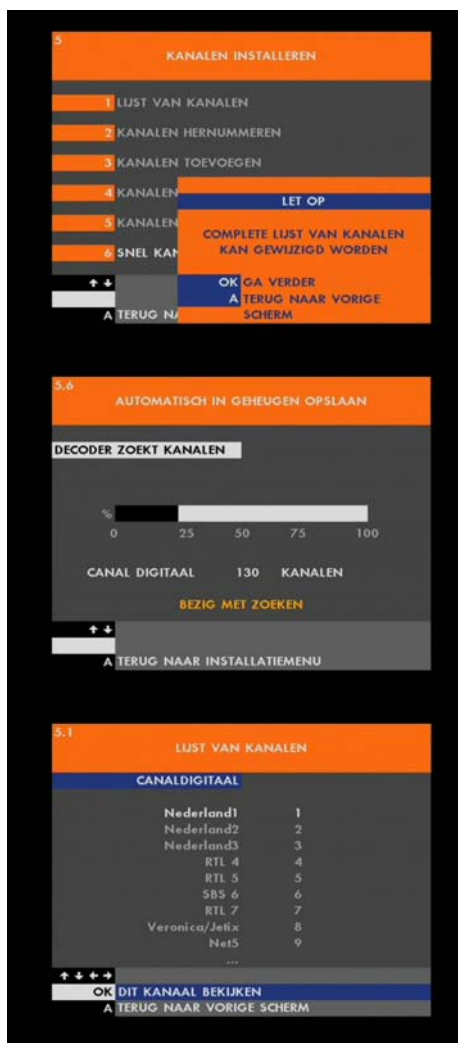 5
KANALEN INSTALLEREN
1 LIJST VAN KANALEN
2 KANALEN HERNUMMEREN
3 KANALEN TOEVOEGEN
4 KANALEN
5 KANALEN
6 SNEL KAN
LET OP
COMPLETE LIJST VAN KANALEN
KAN GEWIJZIGD WORDEN
OK GA VERDER
A TERUG NAAR VORIGE
SCHERM
A TERUG NA
5.6
AUTOMATISCH IN GEHEUGEN OPSLAAN
DECODER ZOEKT KANALEN
%
0 25 50 75 100
CANAL DIGITAAL 130 KANALEN
BEZIG MET ZOEKEN
A TERUG NAAR INSTALLATIEMENU
5.1
LIJST VAN KANALEN
CANALDIGITAAL
Nederland1 1
Nederland2 2
Nederland3 3
RTL 4 4
RTL 5 5
SBS 6 6
RTL 7 7
Veronica/Jetix 8
Net5 9
...
OK DIT KANAAL BEKIJKEN
A TERUG NAAR VORIGE SCHERM